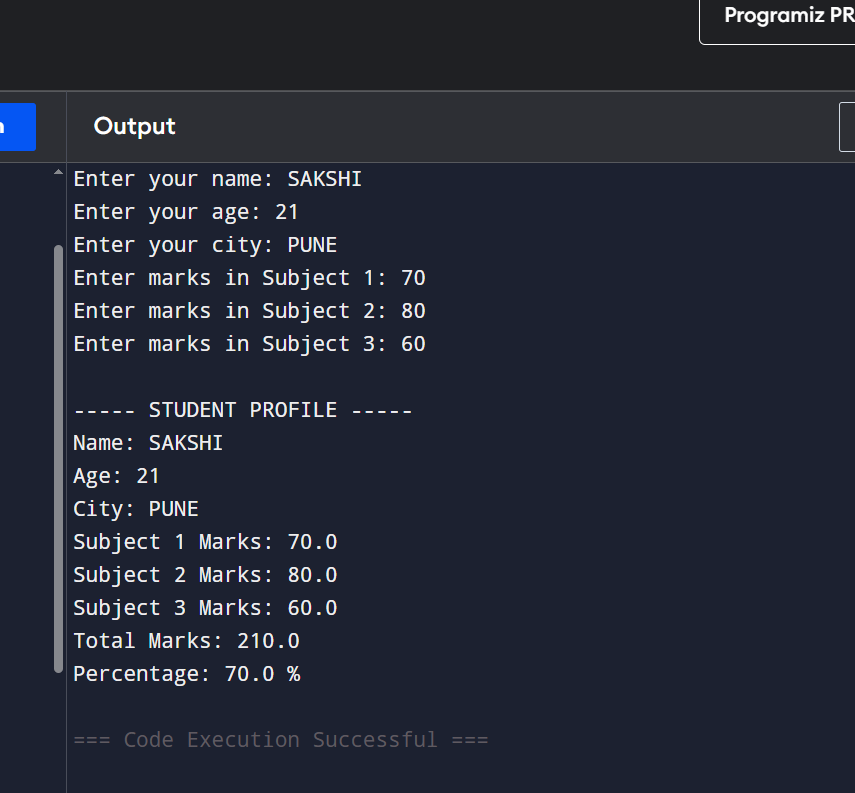 Programiz PR
Output
Enter your name: SAKSHI
Enter your age: 21
Enter your city: PUNE
Enter marks in Subject 1: 70
Enter marks in Subject 2: 80
Enter marks in Subject 3: 60
----- STUDENT PROFILE -----
Name: SAKSHI
Age: 21
City: PUNE
Subject 1 Marks: 70.0
Subject 2 Marks: 80.0
Subject 3 Marks: 60.0
Total Marks: 210.0
Percentage: 70.0 %
=== Code Execution Successful ===